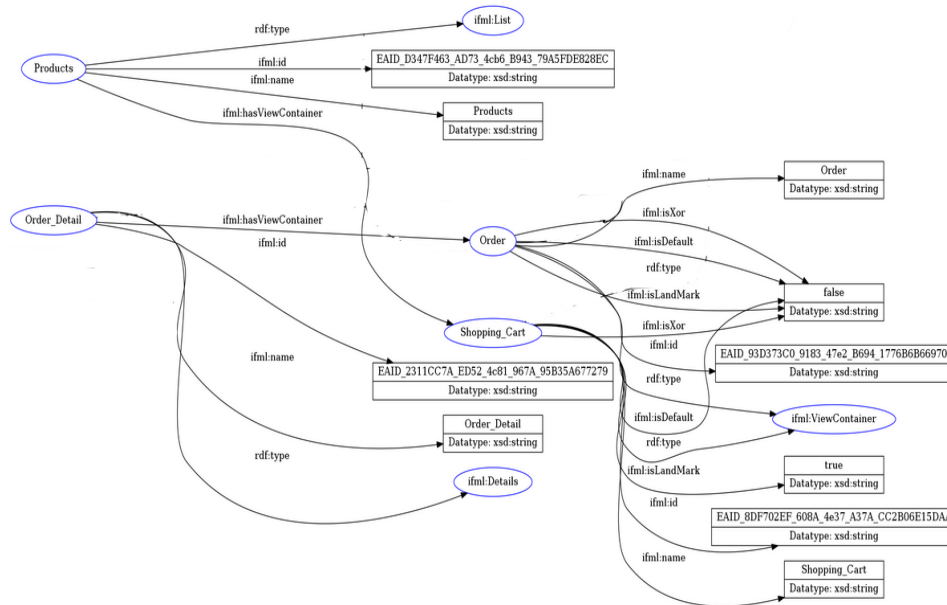 ifml:List
rdf:type
Products
ifml:id
EAID_D347F463_AD73_4cb6_B943_79A5FDE828EC
Datatype: xsd:string
ifml:name
Products
Datatype: xsd:string
ifml:hasViewContainer
Order
Datatype: xsd:string
ifml:name
Order_Detail
ifml:hasViewContainer
ifml:isXor
ifml:id
Order
ifml:isDefault
rdf:type
false
Datatype: xsd:string
ifml:isLandMark
Shopping_Cart
ifml:isXor
ifml:id
EAID_93D373C0_9183_47e2_B694_1776B6B66970
Datatype: xsd:string
ifml:name
EAID_2311CC7A_ED52_4c81_967A_95B35A677279
Datatype: xsd:string
rdf:type
ifml:isDefault
ifml:ViewContainer
Order_Detail
Datatype: xsd:string
rdf:type
rdf:type
ifml:isLandMark
true
Datatype: xsd:string
ifml:Details
ifml:id
EAID_8DF702EF_608A_4e37_A37A_CC2B06E15DA
Datatype: xsd:string
ifml:name
Shopping_Cart
Datatype: xsd:string